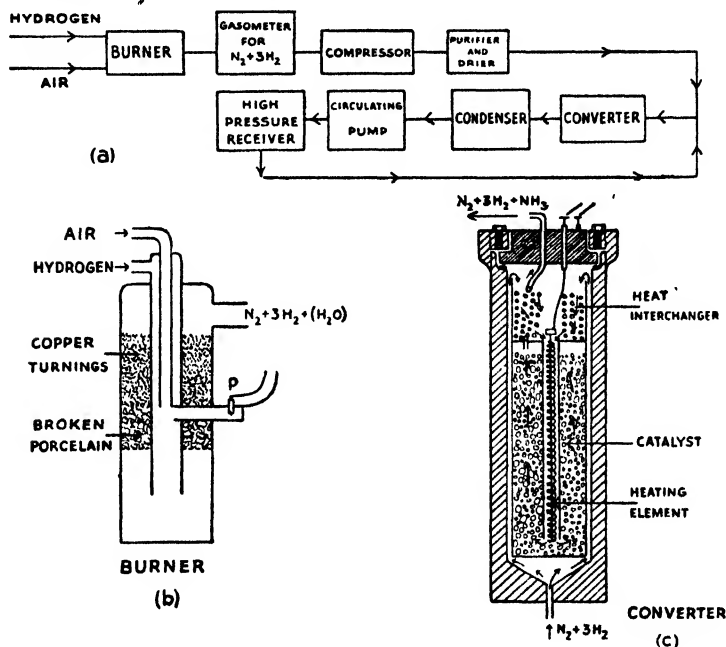 HYDROGEN
AIR
BURNER
GASOMETER
FOR
N₂+3H₂
COMPRESSOR
PURIFIER
AND
DRIER
HIGH
PRESSURE
RECEIVER
CIRCULATING
PUMP
CONDENSER
CONVERTER
(a)
AIR
HYDROGEN
N₂+3H₂+(H₂O)
COPPER
TURNINGS
P
BROKEN
PORCELAIN
BURNER
(b)
N₂+3H₂+NH₃
HEAT
INTERCHANGER
CATALYST
HEATING
ELEMENT
N₂+3H₂
CONVERTER
(c)